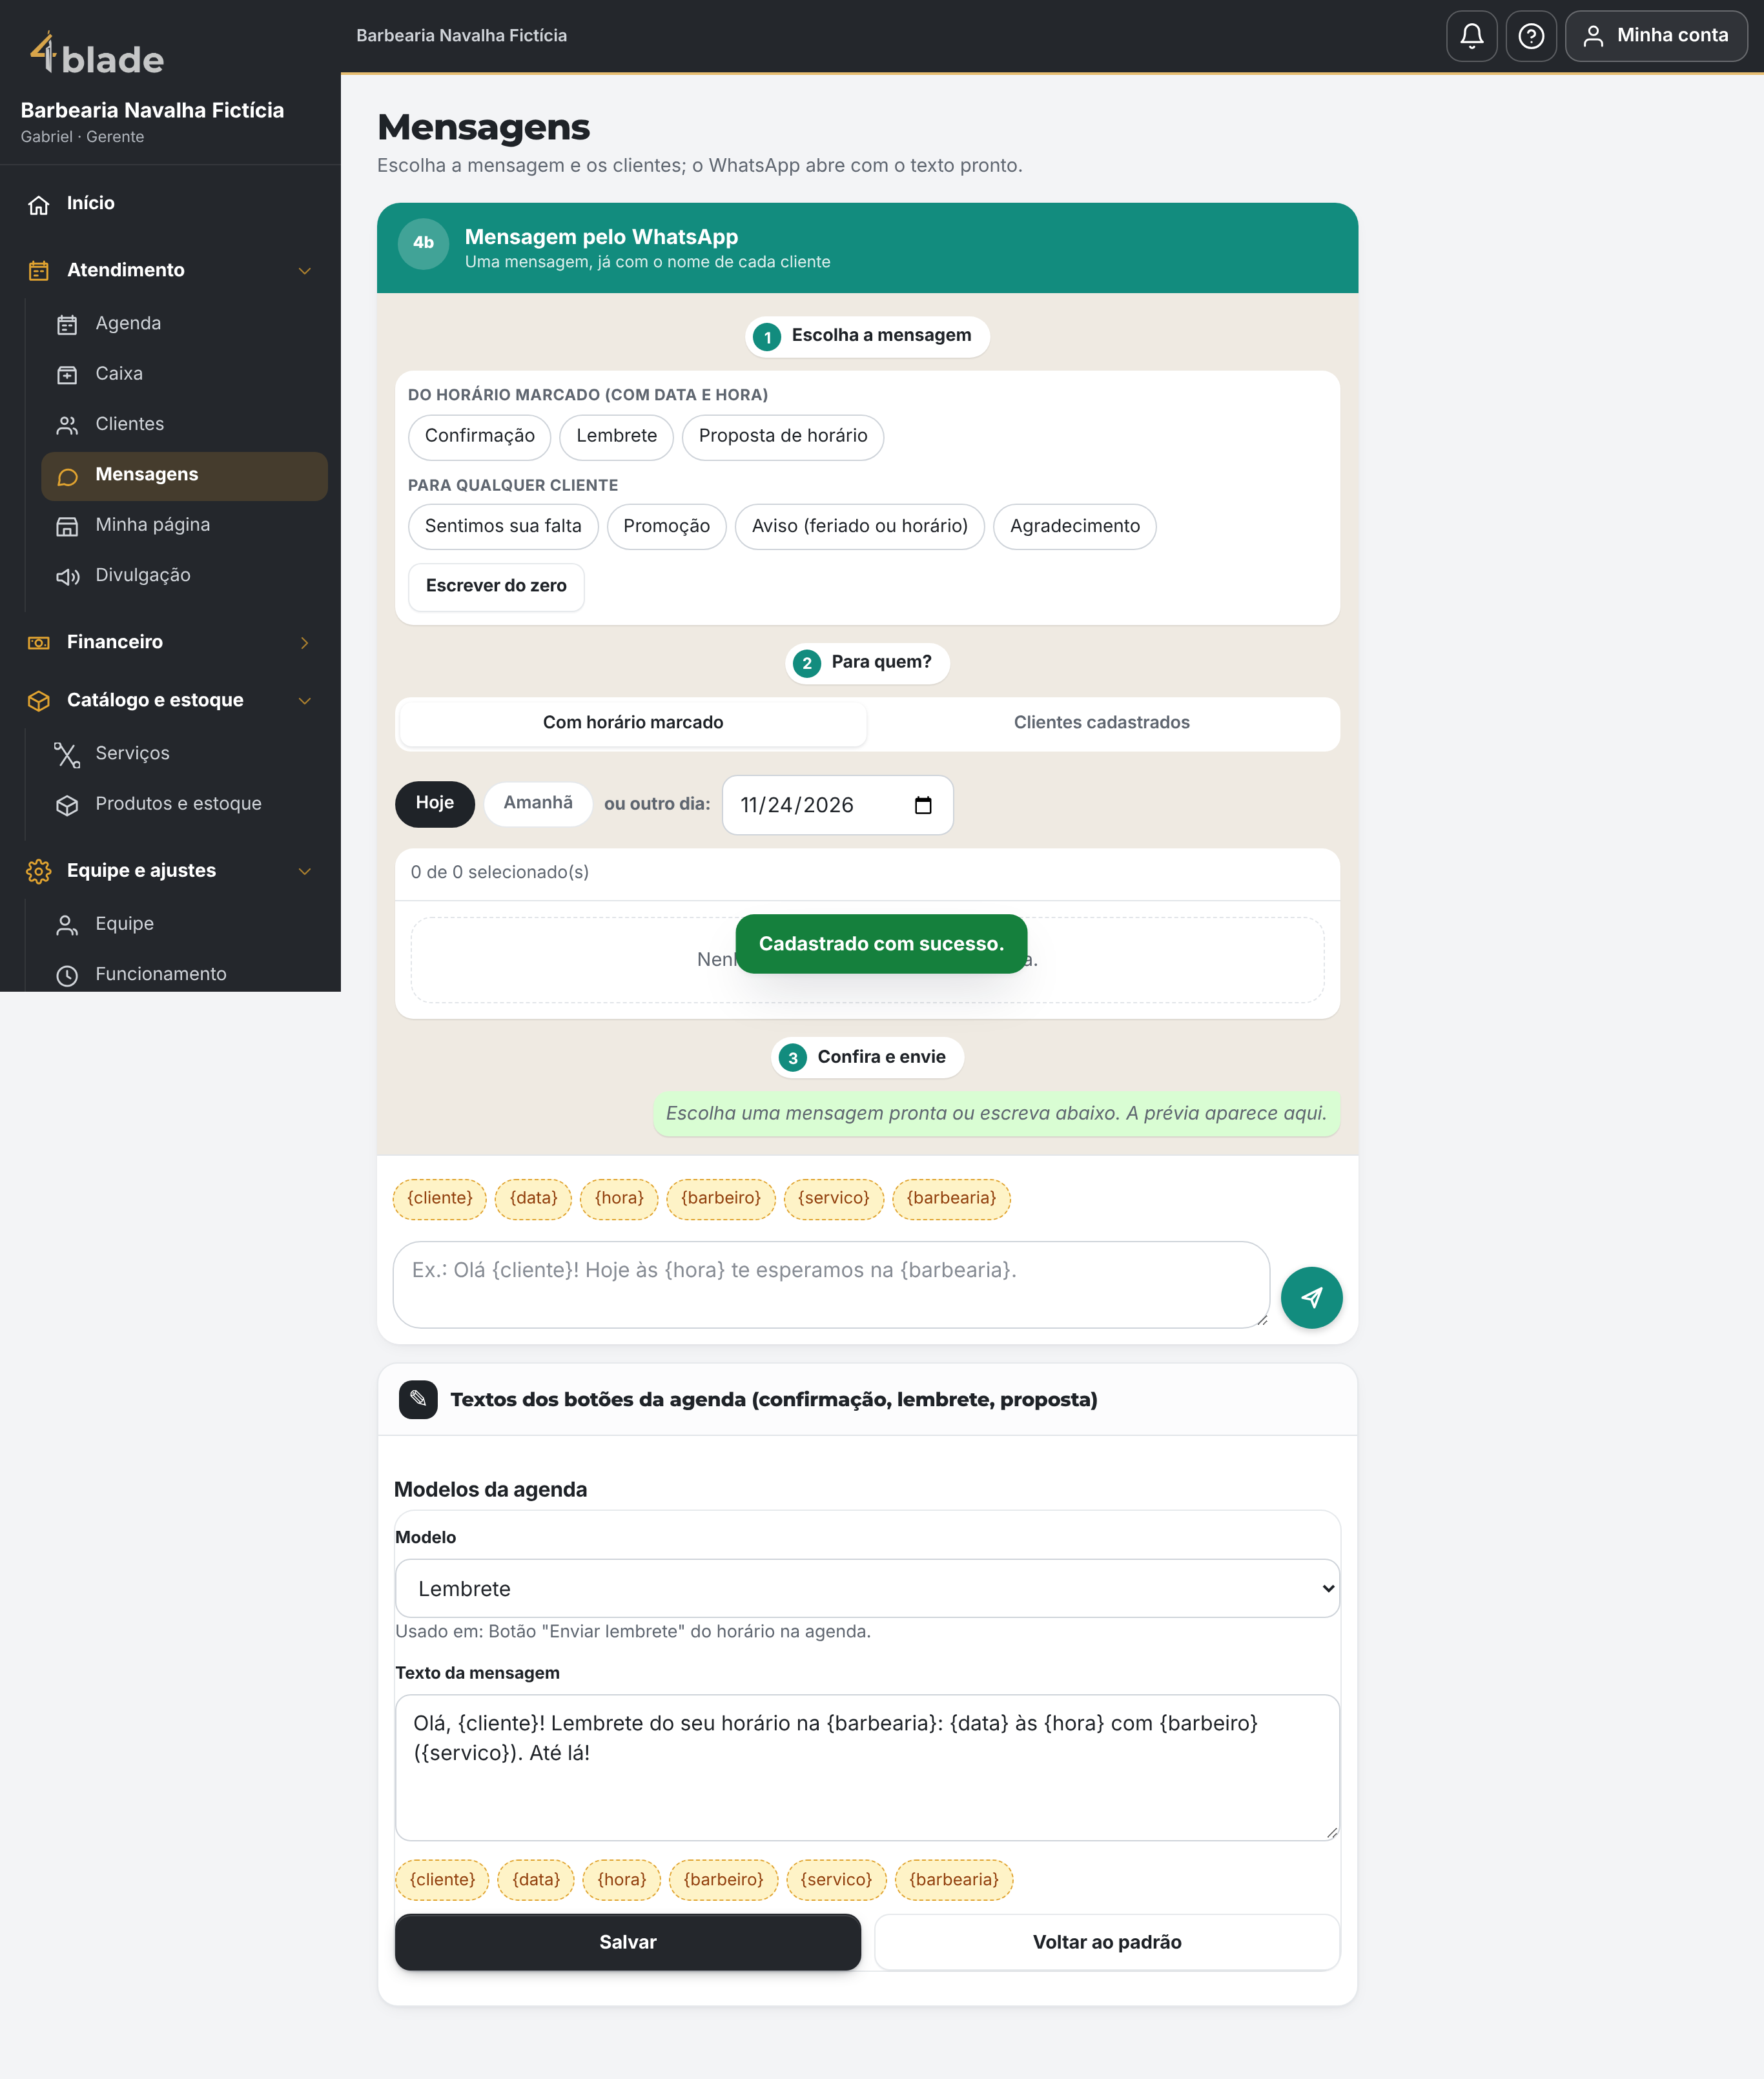 4blade
Barbearia Navalha Fictícia
Gabriel · Gerente
Início
Atendimento
Agenda
Caixa
Clientes
Mensagens
Minha página
Divulgação
Financeiro
Catálogo e estoque
Serviços
Produtos e estoque
Equipe e ajustes
Equipe
Funcionamento
Barbearia Navalha Fictícia
Minha conta
Mensagens
Escolha a mensagem e os clientes; o WhatsApp abre com o texto pronto.
4b
Mensagem pelo WhatsApp
Uma mensagem, já com o nome de cada cliente
1 Escolha a mensagem
DO HORÁRIO MARCADO (COM DATA E HORA)
Confirmação Lembrete Proposta de horário
PARA QUALQUER CLIENTE
Sentimos sua falta Promoção Aviso (feriado ou horário) Agradecimento
Escrever do zero
2 Para quem?
Com horário marcado Clientes cadastrados
Hoje Amanhã ou outro dia: 11/24/2026
0 de 0 selecionado(s)
Cadastrado com sucesso.
3 Confira e envie
Escolha uma mensagem pronta ou escreva abaixo. A prévia aparece aqui.
{cliente} {data} {hora} {barbeiro} {servico} {barbearia}
Ex.: Olá {cliente}! Hoje às {hora} te esperamos na {barbearia}.
Textos dos botões da agenda (confirmação, lembrete, proposta)
Modelos da agenda
Modelo
Lembrete
Usado em: Botão "Enviar lembrete" do horário na agenda.
Texto da mensagem
Olá, {cliente}! Lembrete do seu horário na {barbearia}: {data} às {hora} com {barbeiro}
({servico}). Até lá!
{cliente} {data} {hora} {barbeiro} {servico} {barbearia}
Salvar Voltar ao padrão